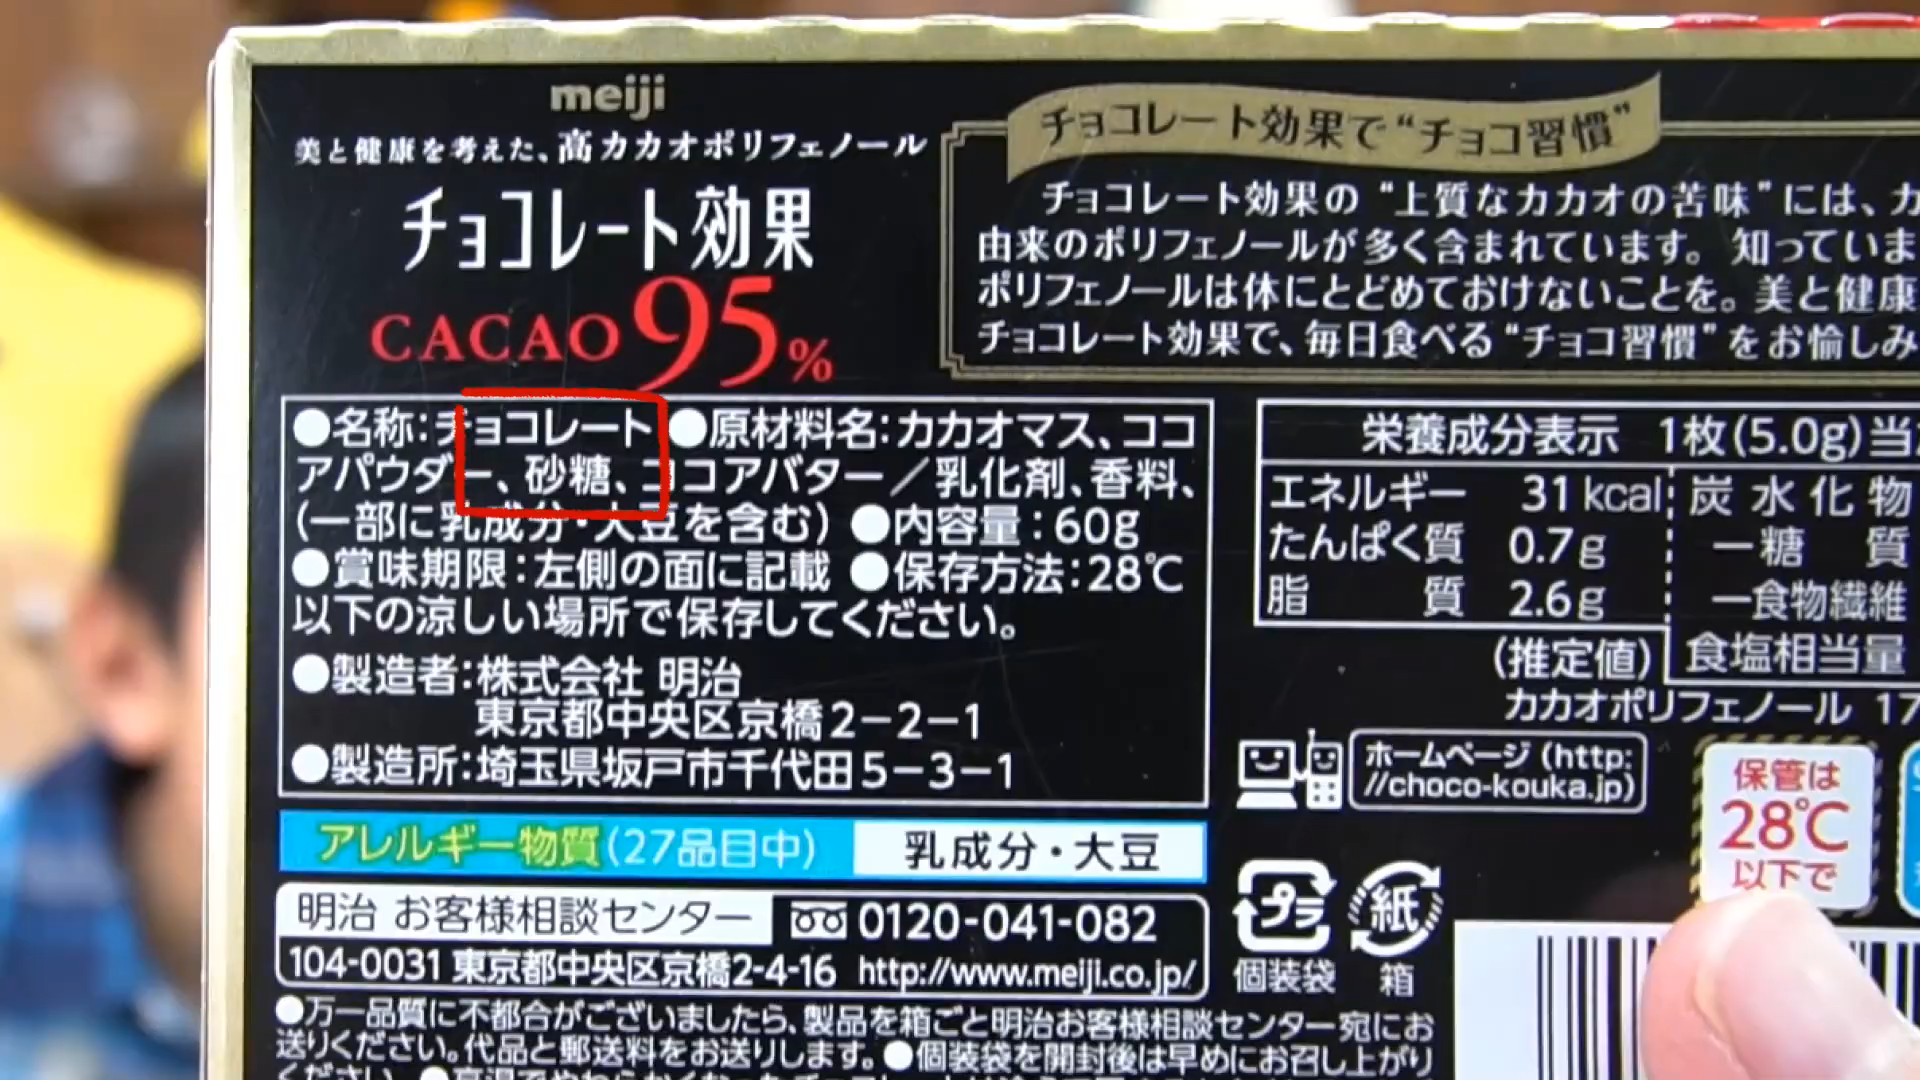 meiji
美と健康を考えた、高カカオポリフェノール
チョコレート効果
CACAO 95%
チョコレート効果で“チョコ習慣”
チョコレート効果の“上質なカカオの苦味”には、カ
由来のポリフェノールが多く含まれています。知っていま
ポリフェノールは体にとどめておけないことを。美と健康
チョコレート効果で、毎日食べる“チョコ習慣”をお愉しみ
●名称:チョコレート ●原材料名:カカオマス、ココ
アパウダー、砂糖、ココアバター/乳化剤、香料、
(一部に乳成分・大豆を含む) ●内容量:60g
●賞味期限:左側の面に記載 ●保存方法:28℃
以下の涼しい場所で保存してください。
●製造者:株式会社 明治
東京都中央区京橋2-2-1
●製造所:埼玉県坂戸市千代田5-3-1
アレルギー物質(27品目中) 乳成分・大豆
明治 お客様相談センター 0120-041-082
104-0031 東京都中央区京橋2-4-16 http://www.meiji.co.jp/
●万一品質に不都合がございましたら、製品を箱ごと明治お客様相談センター宛にお
送りください。代品と郵送料をお送りします。●個装袋を開封後は早めにお召し上がり
ください。
栄養成分表示 1枚(5.0g)当
エネルギー 31kcal 炭水化物
たんぱく質 0.7g -糖質
脂質 2.6g -食物繊維
(推定値) 食塩相当量
カカオポリフェノール 17
ホームページ(http:
//choco-kouka.jp)
保管は
28℃
以下で
プラ
個装袋
紙
箱